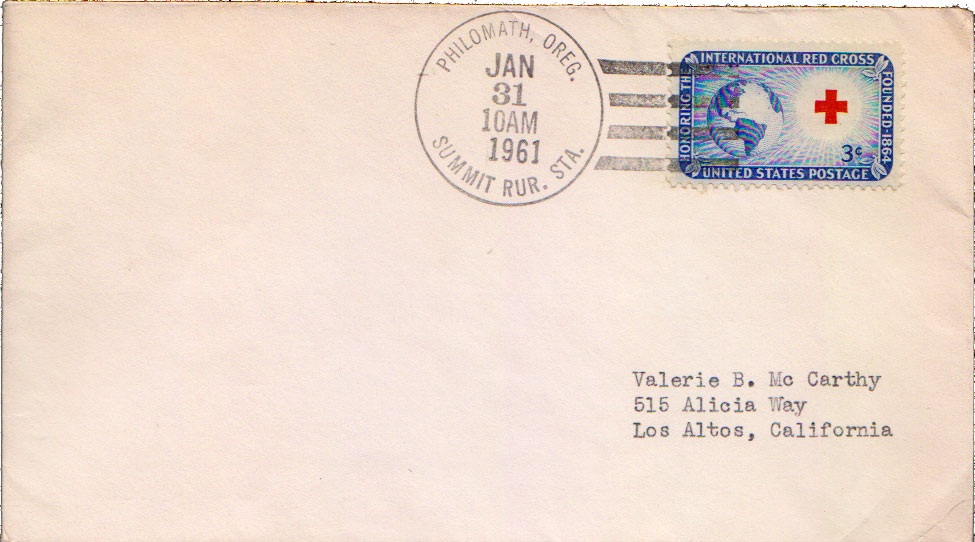 PHILOMATH, OREG.
JAN
31
10AM
1961
SUMMIT RUR. STA.
HONORING THE
INTERNATIONAL RED CROSS
FOUNDED·1864
3¢
UNITED STATES POSTAGE
Valerie B. Mc Carthy
515 Alicia Way
Los Altos, California